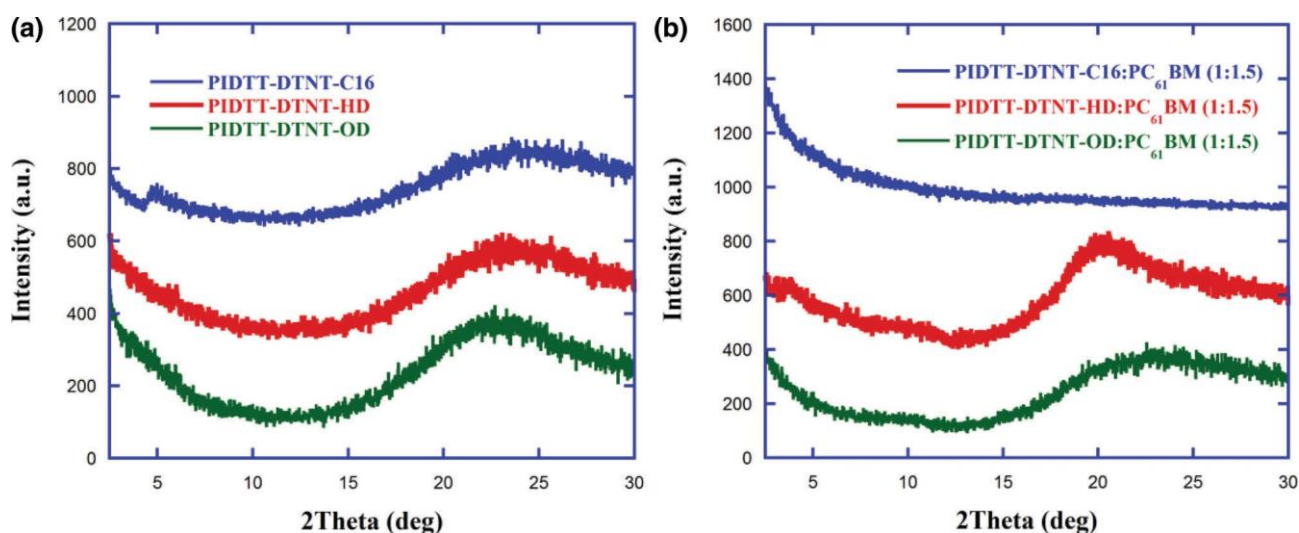 (a)
1200
1000
800
600
400
200
0
Intensity (a.u.)
PIDTT-DTNT-C16
PIDTT-DTNT-HD
PIDTT-DTNT-OD
5 10 15 20 25 30
2Theta (deg)
(b)
1600
1400
1200
1000
800
600
400
200
0
Intensity (a.u.)
PIDTT-DTNT-C16:PC61BM (1:1.5)
PIDTT-DTNT-HD:PC61BM (1:1.5)
PIDTT-DTNT-OD:PC61BM (1:1.5)
5 10 15 20 25 30
2Theta (deg)